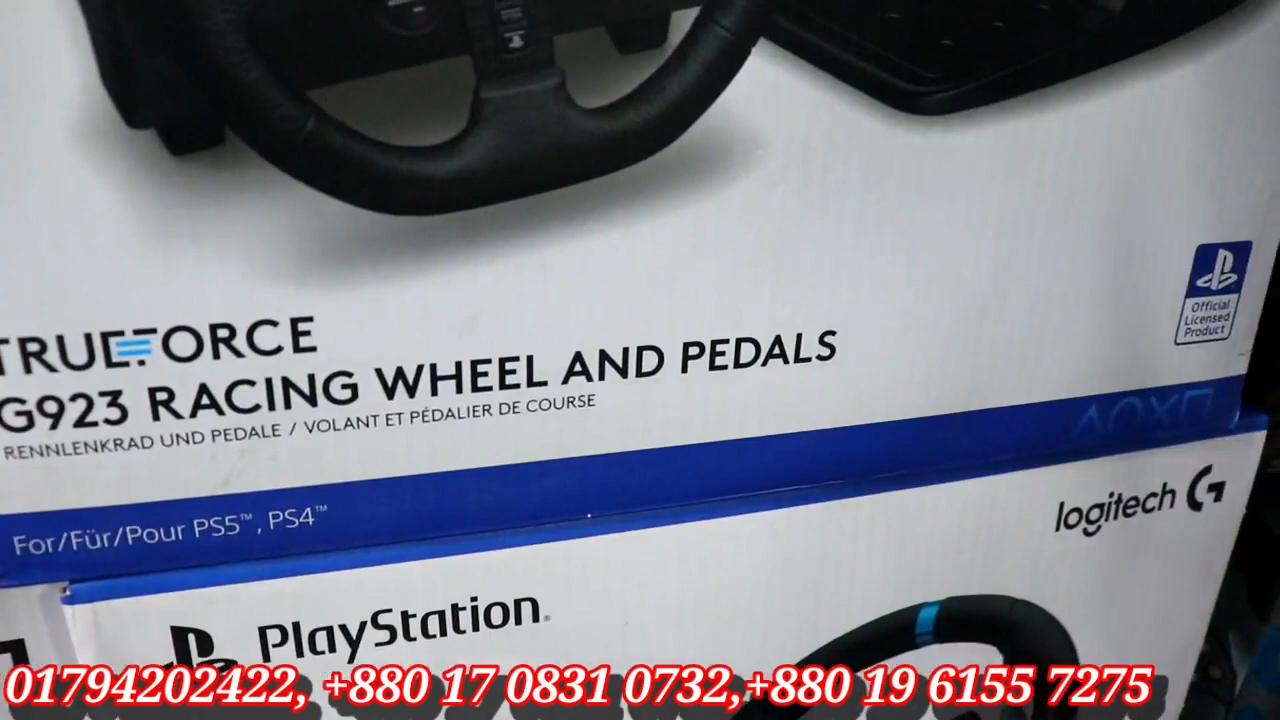 TRUEFORCE
G923 RACING WHEEL AND PEDALS
RENNLENKRAD UND PEDALE / VOLANT ET PÉDALIER DE COURSE
Official
Licensed
Product
For/Für/Pour PS5™, PS4™
logitech G
PlayStation®
01794202422, +880 17 0831 0732,+880 19 6155 7275